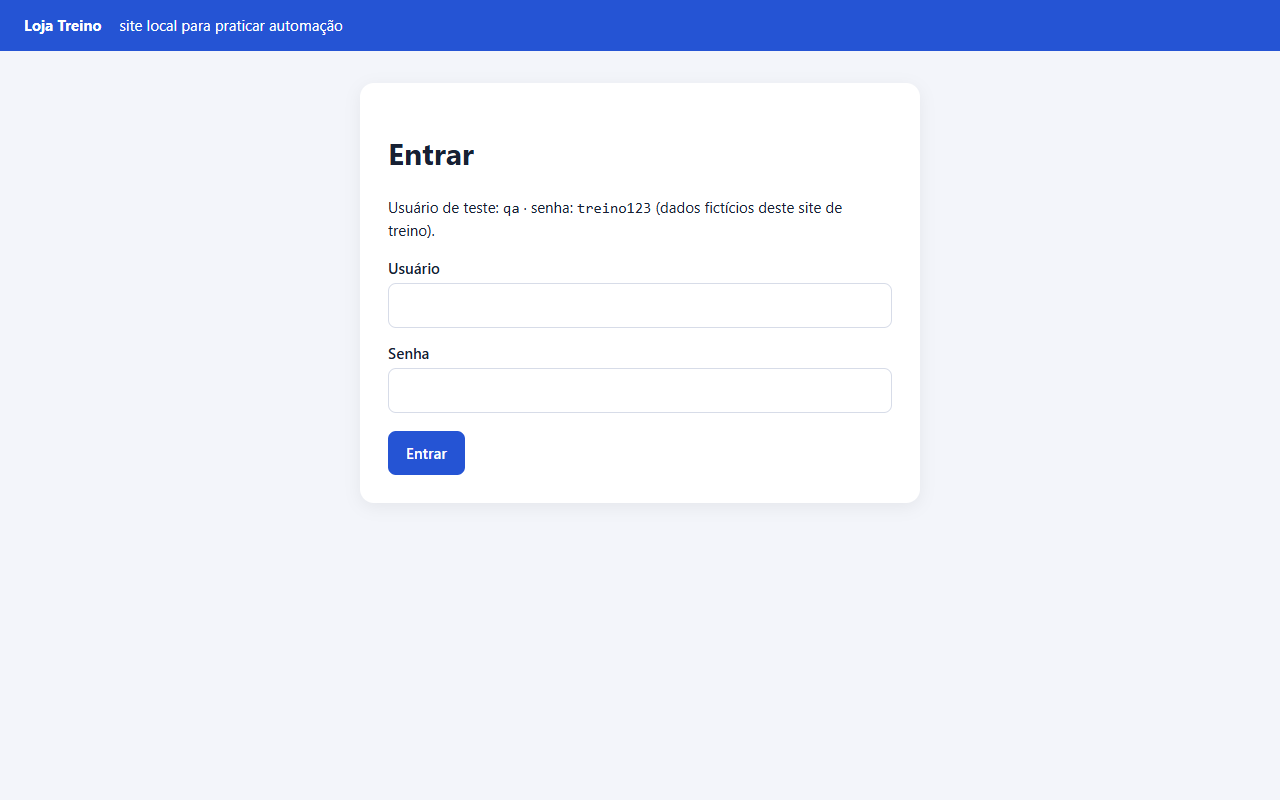 Loja Treino site local para praticar automação
Entrar
Usuário de teste: qa · senha: treino123 (dados fictícios deste site de
treino).
Usuário
Senha
Entrar